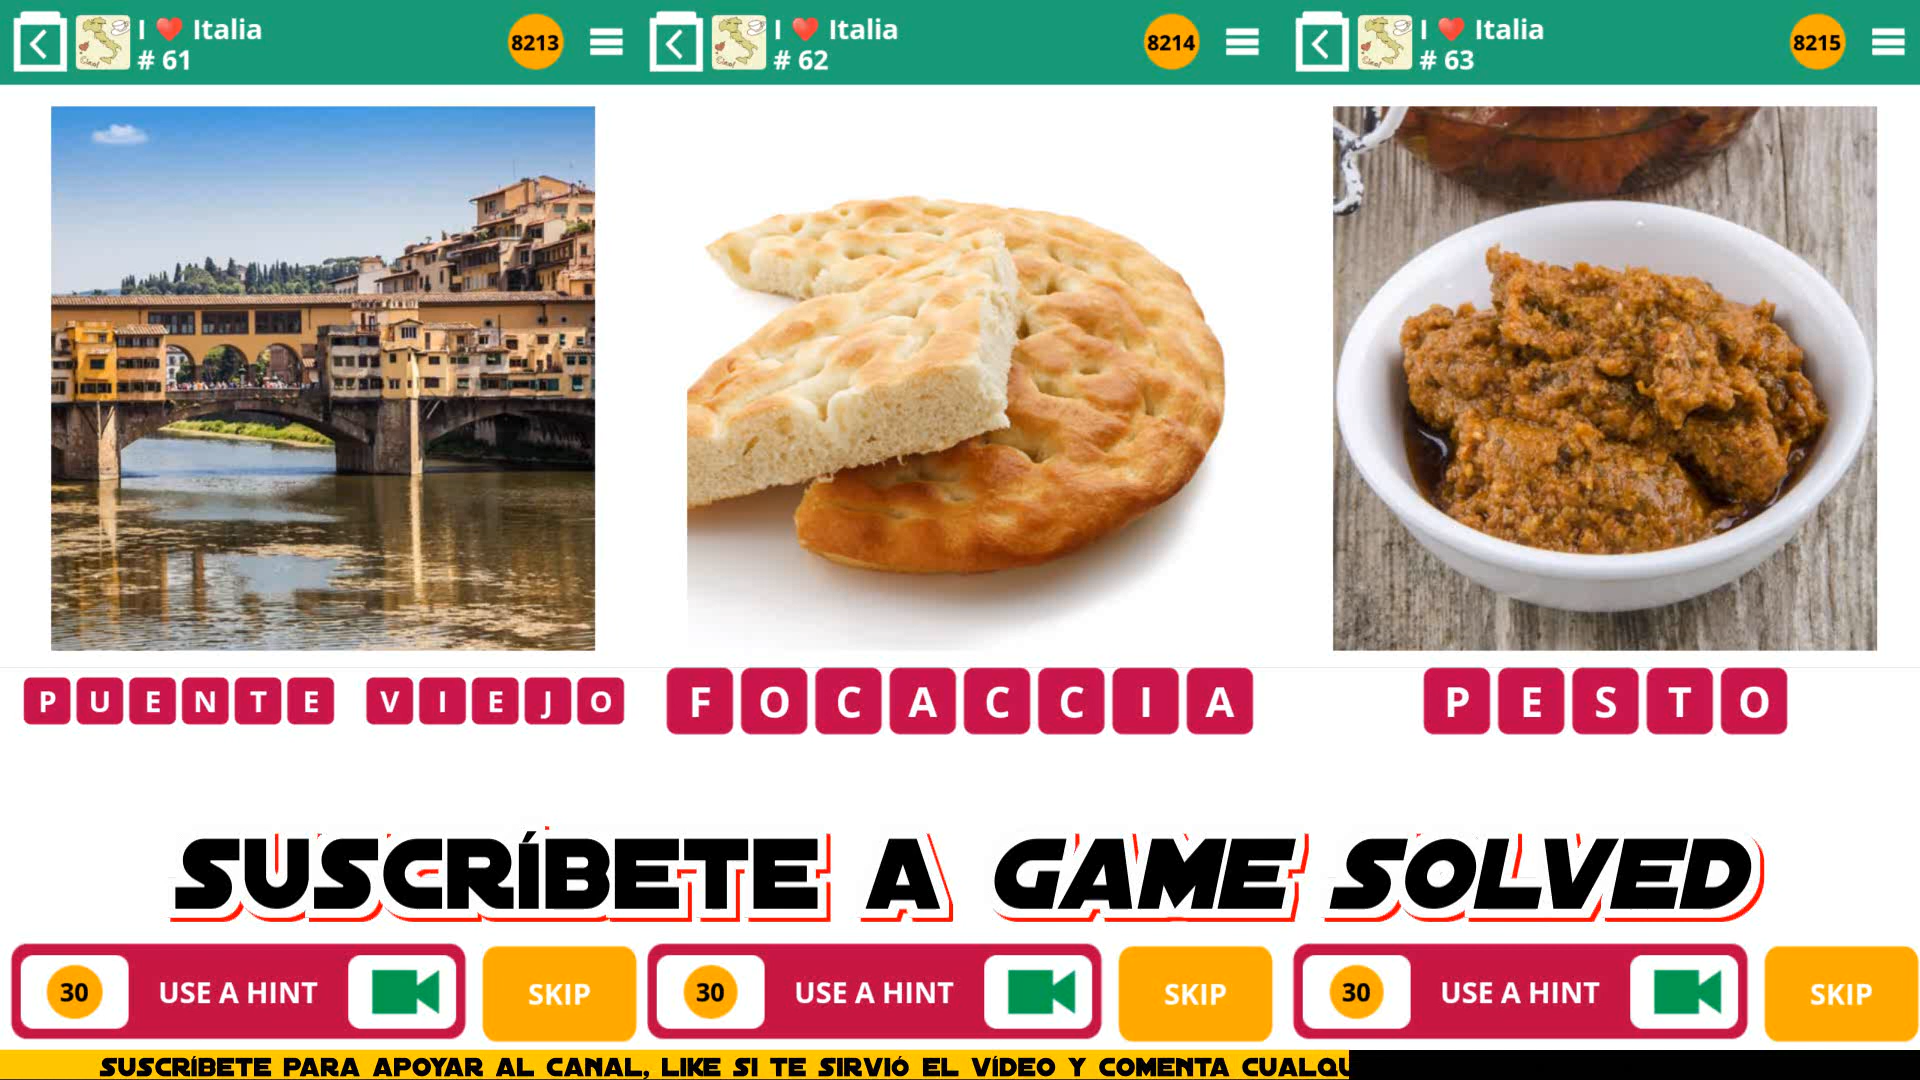 I ❤️ Italia
# 61
8213
I ❤️ Italia
# 62
8214
I ❤️ Italia
# 63
8215
PUENTE VIEJO
FOCACCIA
PESTO
SUSCRÍBETE A GAME SOLVED
30 USE A HINT SKIP
30 USE A HINT SKIP
30 USE A HINT SKIP
SUSCRÍBETE PARA APOYAR AL CANAL, LIKE SI TE SIRVIÓ EL VÍDEO Y COMENTA CUALQU